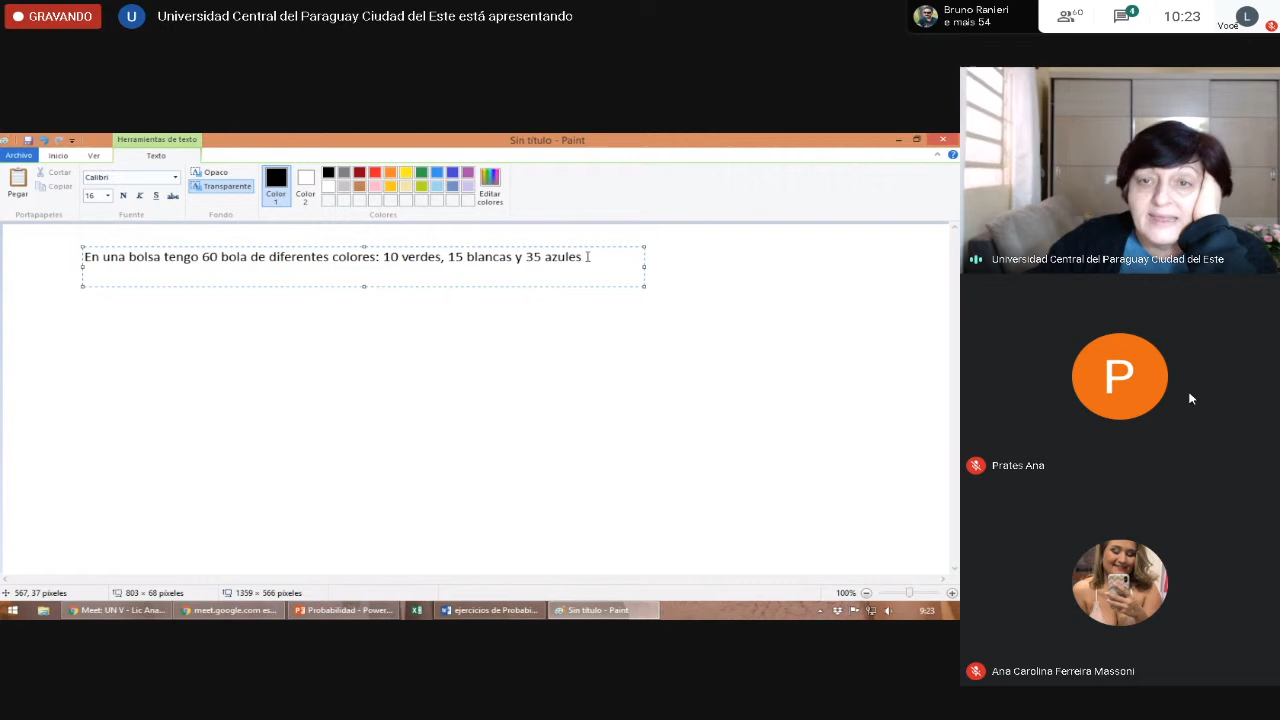 GRAVANDO
U
Universidad Central del Paraguay Ciudad del Este está apresentando
Bruno Ranieri
e mais 54
60
4
10:23
Você
L
Herramientas de texto
Sin título - Paint
Archivo
Inicio
Ver
Texto
Pegar
Cortar
Copiar
Portapapeles
Calibri
16
N
K
S
abc
Fuente
Opaco
Transparente
Fondo
Color
1
Color
2
Editar
colores
Colores
En una bolsa tengo 60 bola de diferentes colores: 10 verdes, 15 blancas y 35 azules
Universidad Central del Paraguay Ciudad del Este
P
Prates Ana
Ana Carolina Ferreira Massoni
567, 37 píxeles
803 × 68 píxeles
1359 × 566 píxeles
100%
Meet: UN V - Lic Ana...
meet.google.com es...
Probabilidad - Power...
ejercicios de Probabi...
Sin título - Paint
9:23